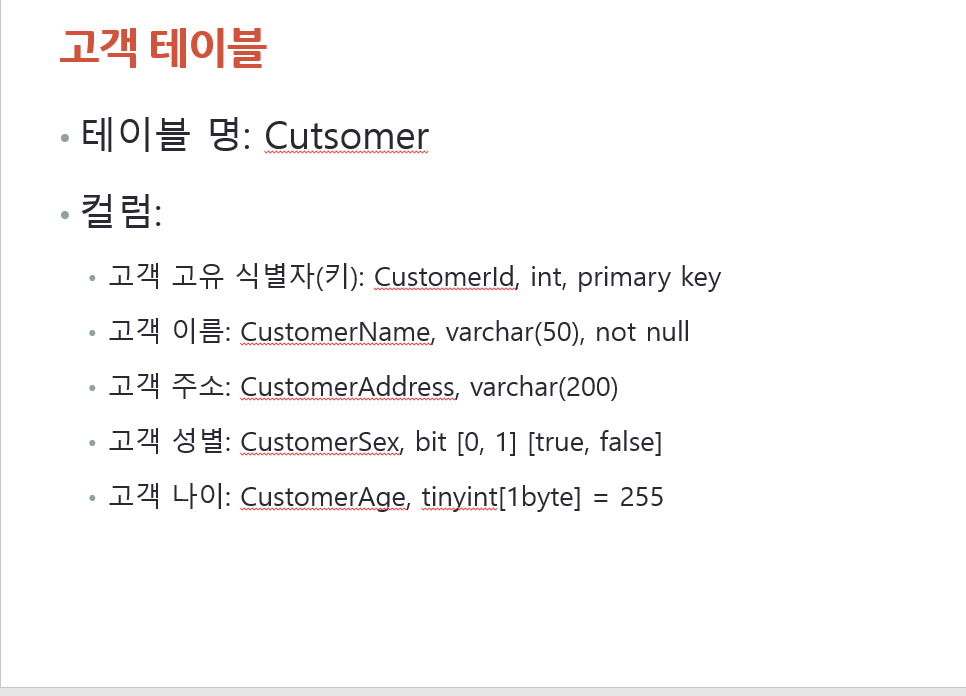 고객 테이블
• 테이블 명: Cutsomer
• 컬럼:
• 고객 고유 식별자(키): CustomerId, int, primary key
• 고객 이름: CustomerName, varchar(50), not null
• 고객 주소: CustomerAddress, varchar(200)
• 고객 성별: CustomerSex, bit [0, 1] [true, false]
• 고객 나이: CustomerAge, tinyint[1byte] = 255